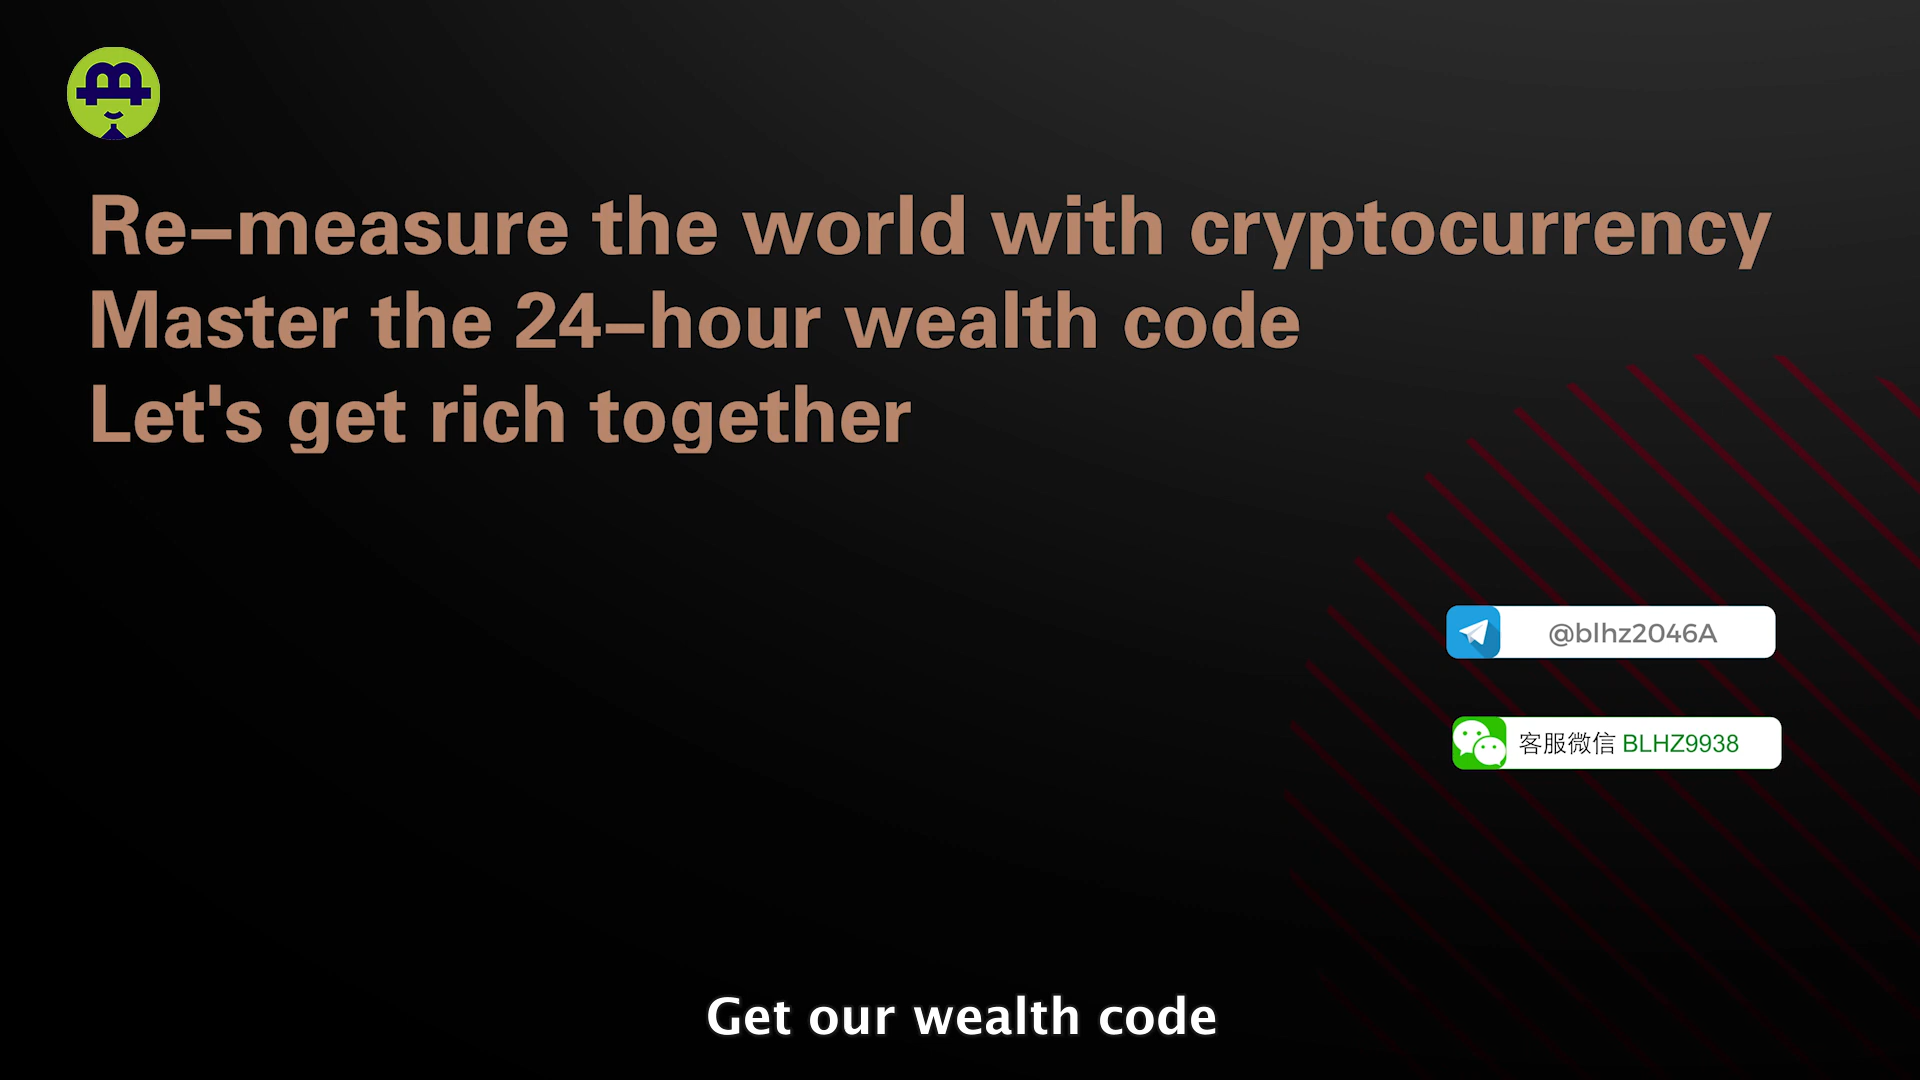 Re-measure the world with cryptocurrency
Master the 24-hour wealth code
Let's get rich together
@blhz2046A
客服微信 BLHZ9938
Get our wealth code